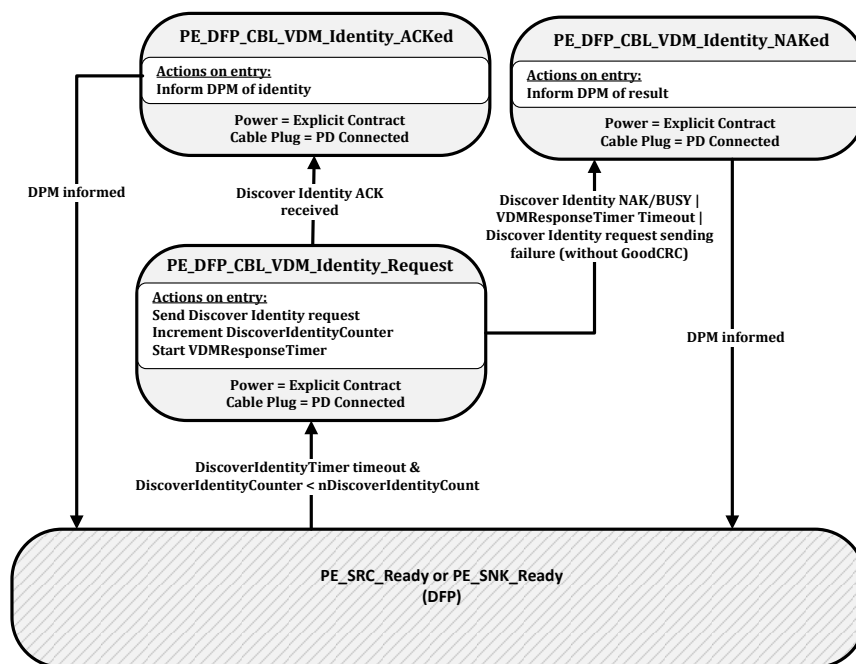 PE_DFP_CBL_VDM_Identity_ACKed
Actions on entry:
Inform DPM of identity
Power = Explicit Contract
Cable Plug = PD Connected
PE_DFP_CBL_VDM_Identity_NAKed
Actions on entry:
Inform DPM of result
Power = Explicit Contract
Cable Plug = PD Connected
DPM informed
Discover Identity ACK
received
Discover Identity NAK/BUSY |
VDMResponseTimer Timeout |
Discover Identity request sending
failure (without GoodCRC)
PE_DFP_CBL_VDM_Identity_Request
Actions on entry:
Send Discover Identity request
Increment DiscoverIdentityCounter
Start VDMResponseTimer
Power = Explicit Contract
Cable Plug = PD Connected
DPM informed
DiscoverIdentityTimer timeout &
DiscoverIdentityCounter < nDiscoverIdentityCount
PE_SRC_Ready or PE_SNK_Ready
(DFP)